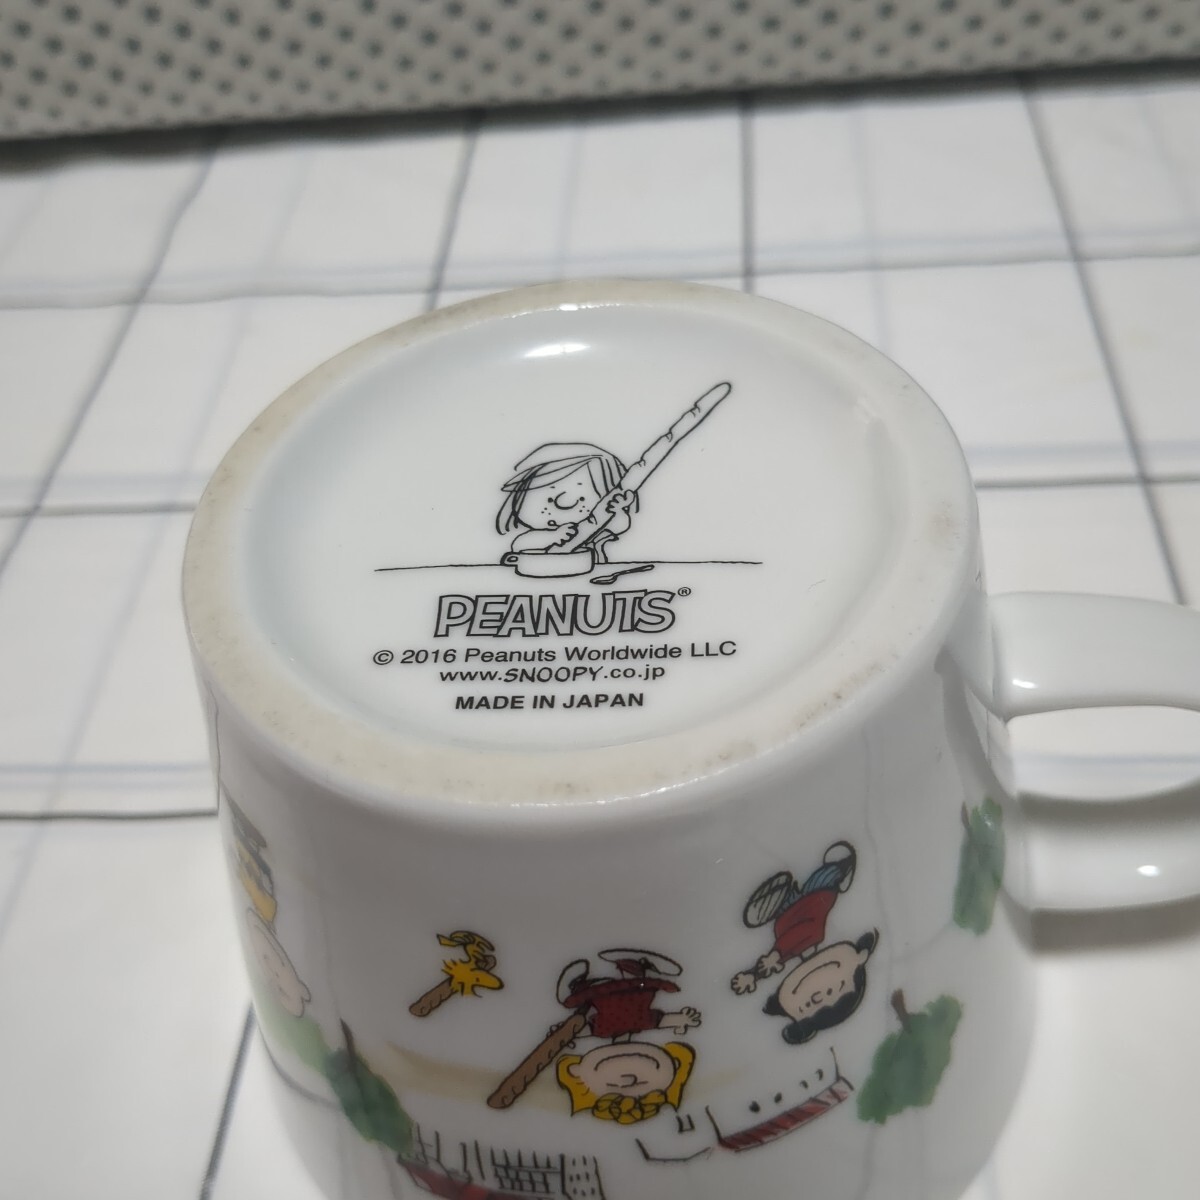 PEANUTS®
© 2016 Peanuts Worldwide LLC
www.SNOOPY.co.jp
MADE IN JAPAN